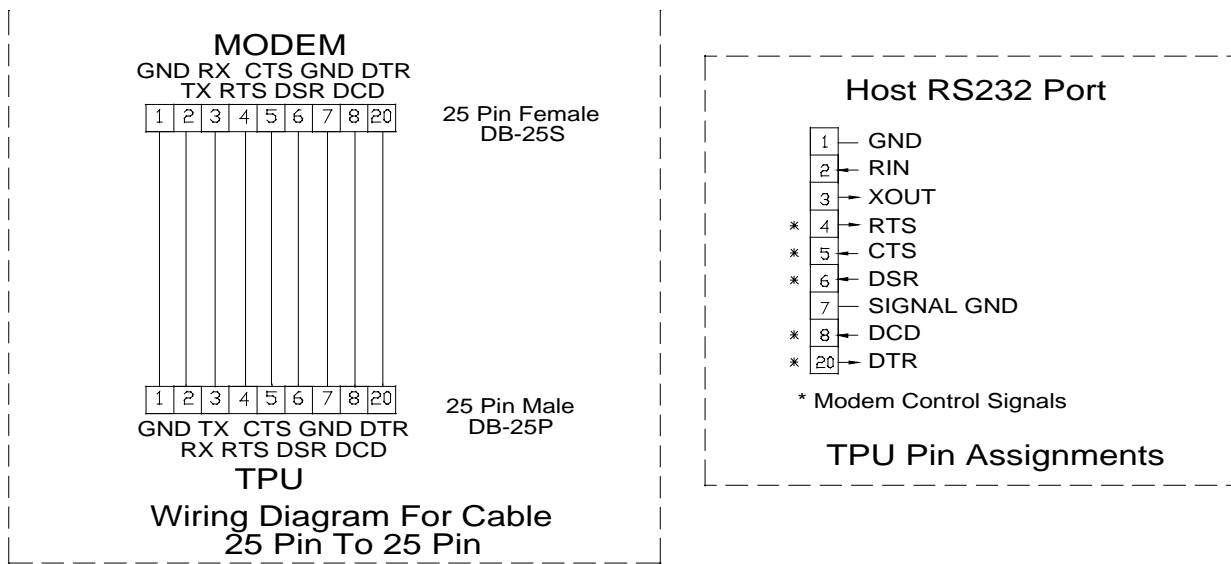 MODEM
GND RX CTS GND DTR
TX RTS DSR DCD
1 2 3 4 5 6 7 8 20
25 Pin Female
DB-25S
1 2 3 4 5 6 7 8 20
25 Pin Male
DB-25P
GND TX CTS GND DTR
RX RTS DSR DCD
TPU
Wiring Diagram For Cable
25 Pin To 25 Pin
Host RS232 Port
1 GND
2 RIN
3 XOUT
* 4 RTS
* 5 CTS
* 6 DSR
7 SIGNAL GND
* 8 DCD
* 20 DTR
* Modem Control Signals
TPU Pin Assignments